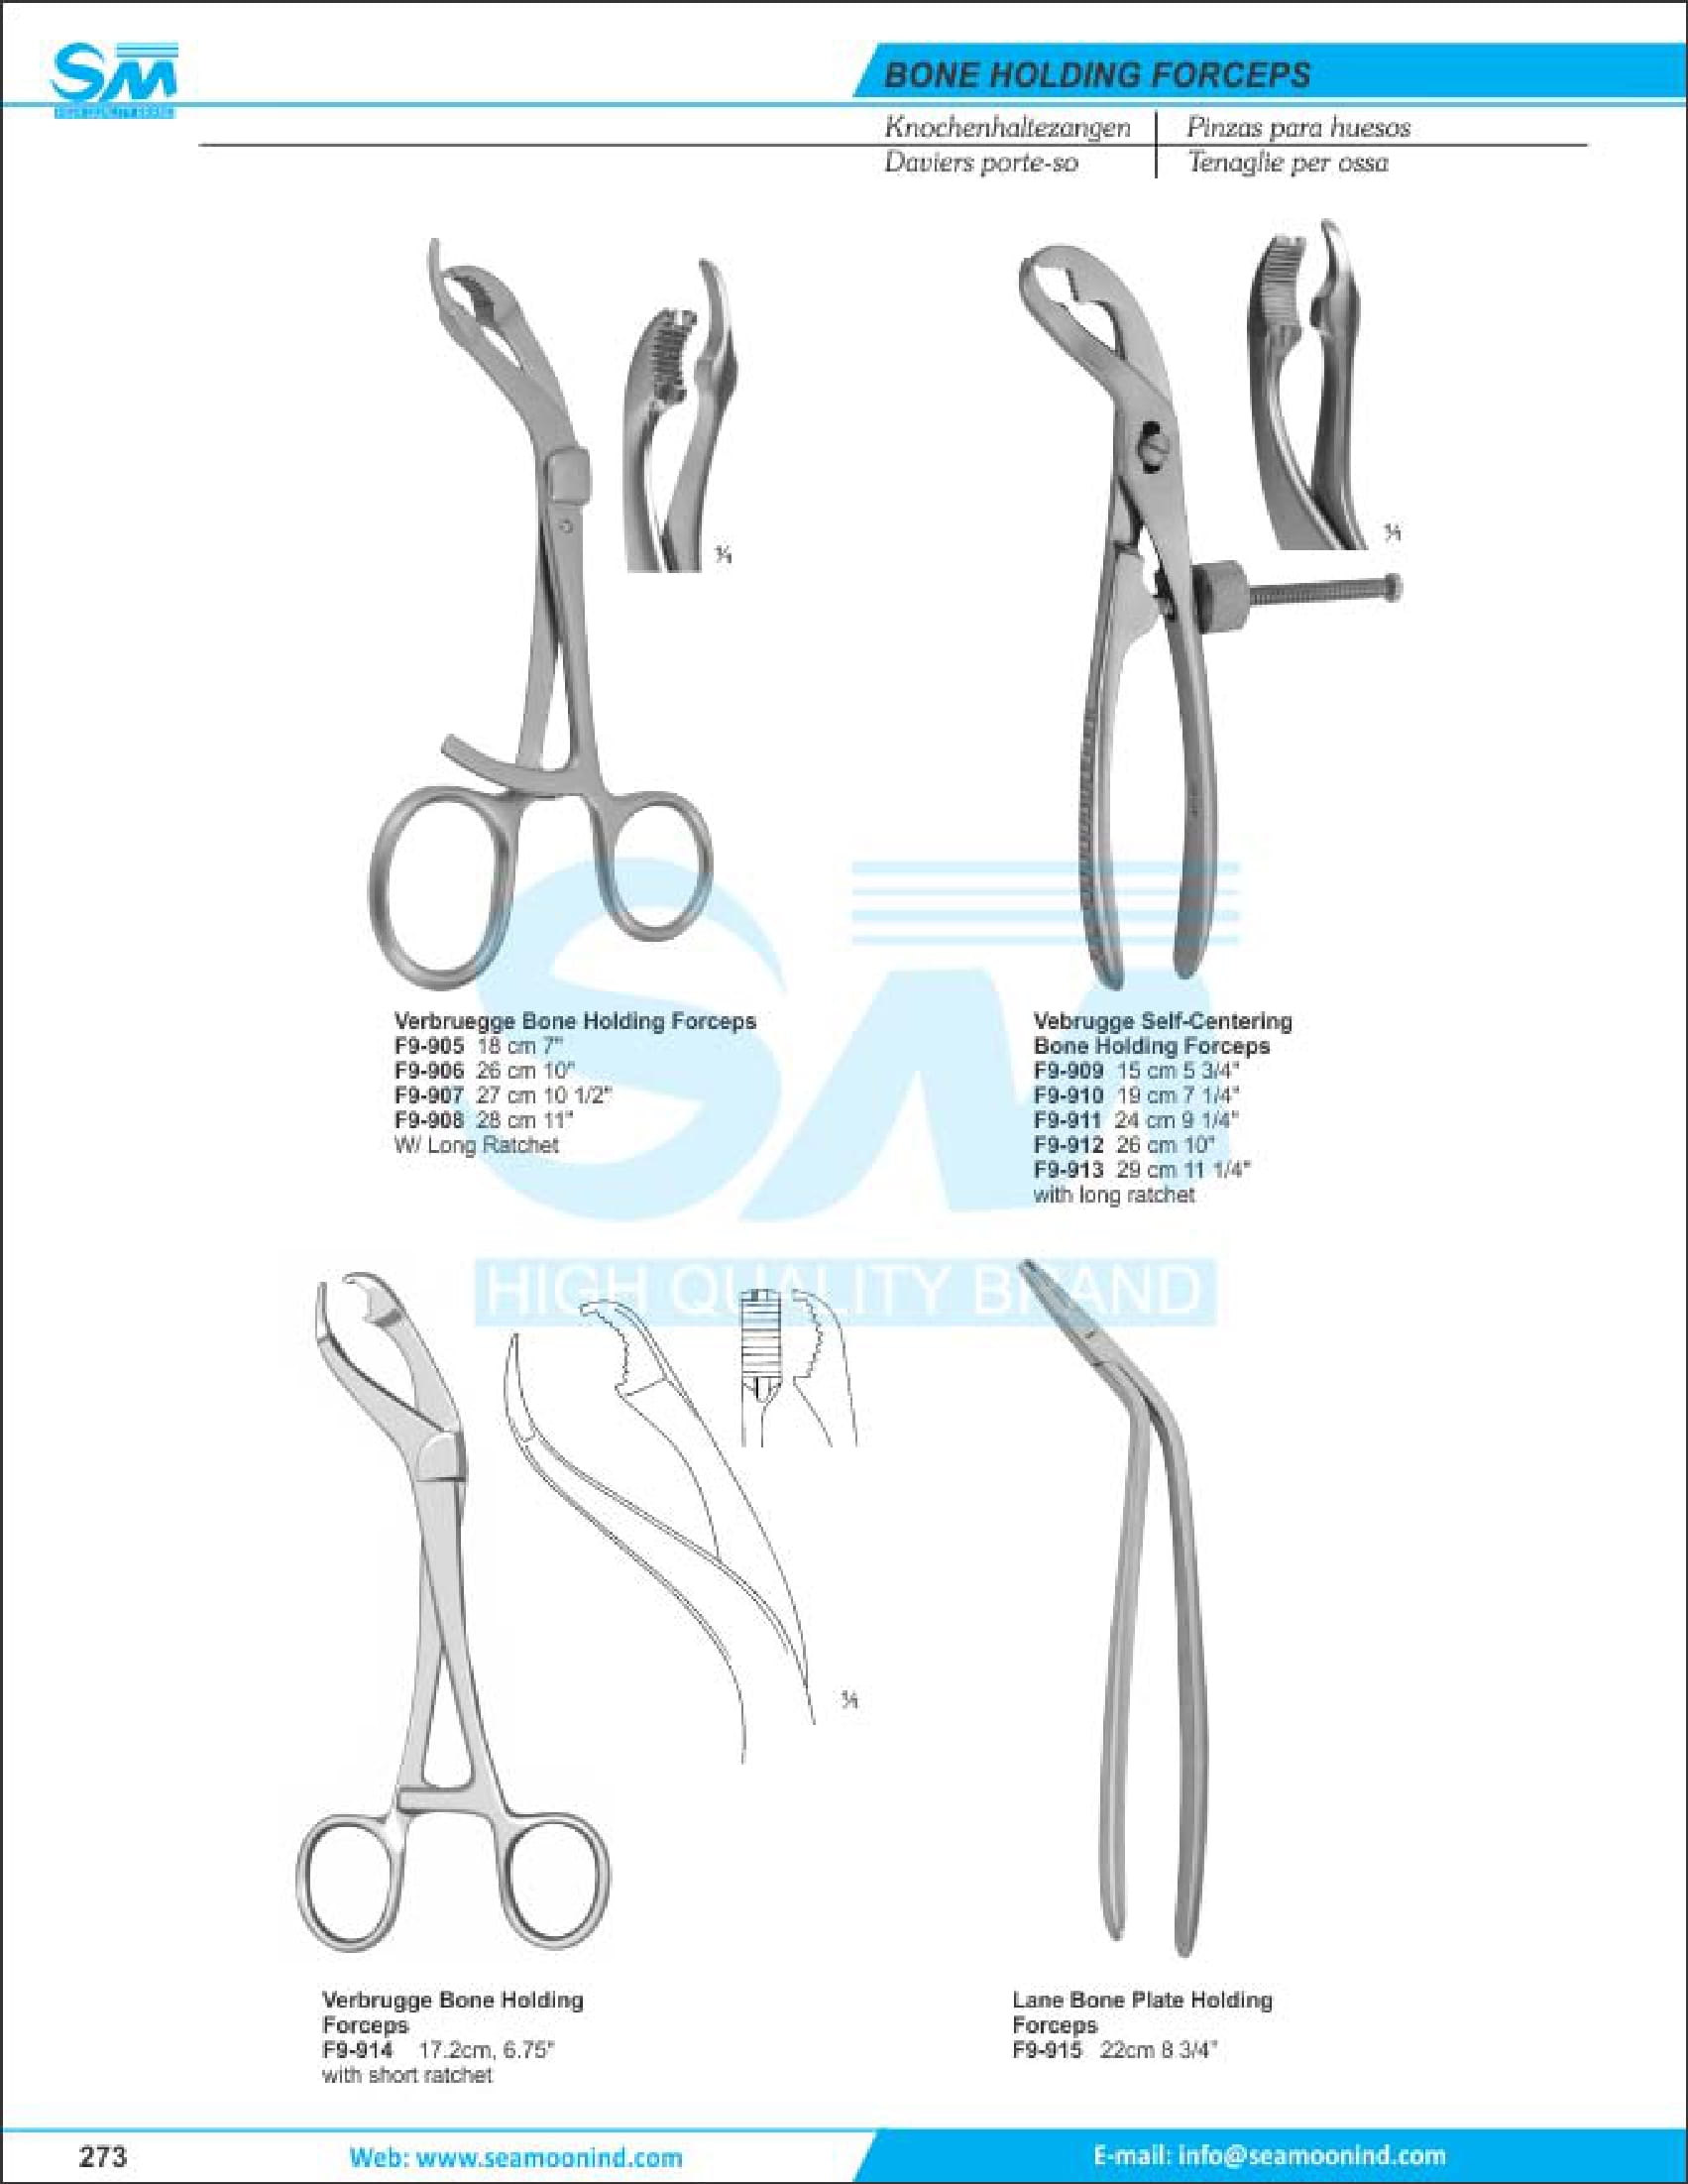 SM
BONE HOLDING FORCEPS
Knochenhaltezangen
Pinzas para huesos
Daviers porte-so
Tenaglie per ossa
Verbruegge Bone Holding Forceps
F9-905 18 cm 7"
F9-906 26 cm 10"
F9-907 27 cm 10 1/2"
F9-908 28 cm 11"
W/ Long Ratchet
Vebrugge Self-Centering
Bone Holding Forceps
F9-909 15 cm 5 3/4"
F9-910 19 cm 7 1/4"
F9-911 24 cm 9 1/4"
F9-912 26 cm 10"
F9-913 29 cm 11 1/4"
with long ratchet
SM
HIGH QUALITY BRAND
Verbrugge Bone Holding
Forceps
F9-914 17.2cm, 6.75"
with short ratchet
Lane Bone Plate Holding
Forceps
F9-915 22cm 8 3/4"
273
Web: www.seamoonind.com
E-mail: info@seamoonind.com